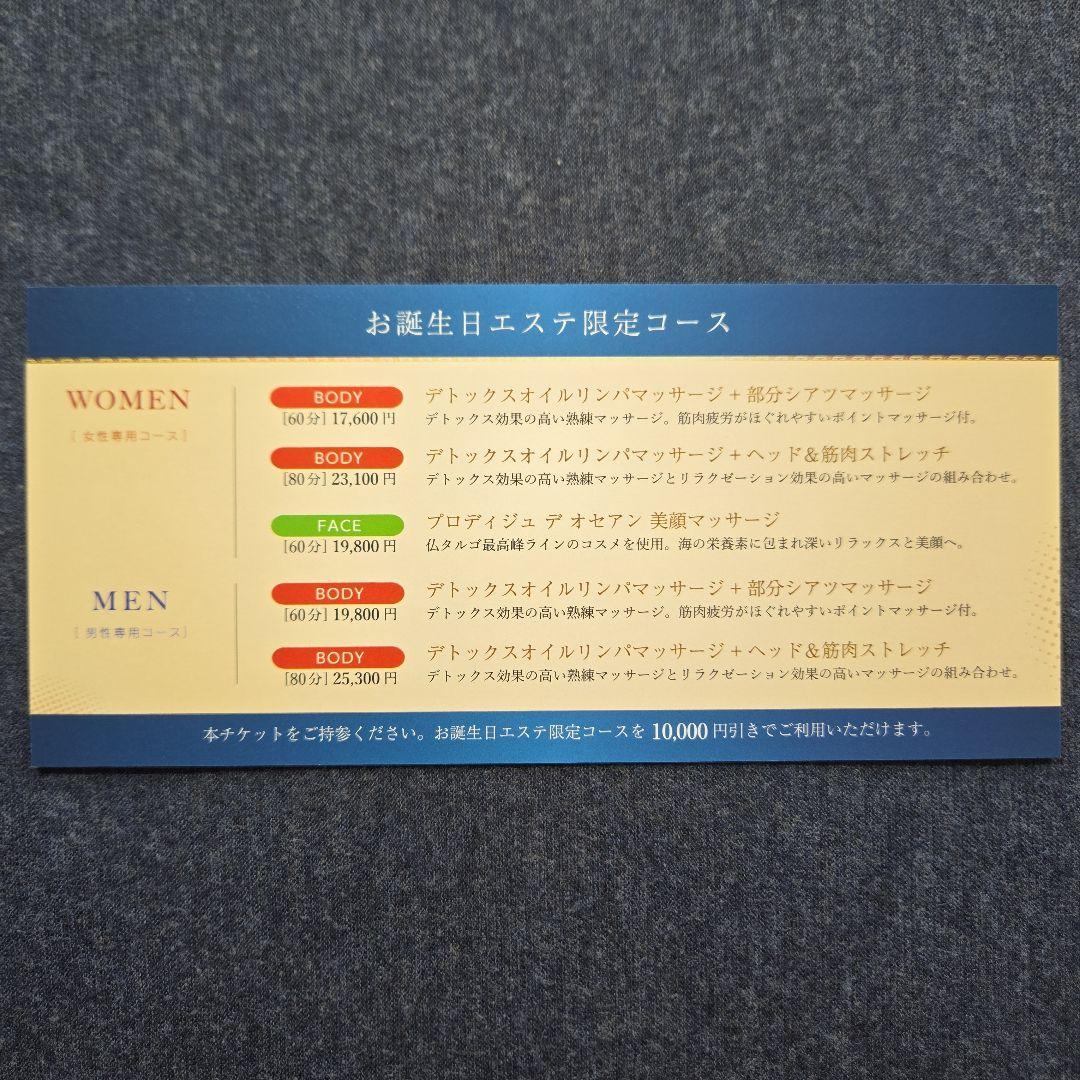 お誕生日エステ限定コース
WOMEN
[ 女性専用コース ]
BODY
[60分] 17,600円
デトックスオイルリンパマッサージ + 部分シアツマッサージ
デトックス効果の高い熟練マッサージ。筋肉疲労がほぐれやすいポイントマッサージ付。
BODY
[80分] 23,100円
デトックスオイルリンパマッサージ + ヘッド&筋肉ストレッチ
デトックス効果の高い熟練マッサージとリラクゼーション効果の高いマッサージの組み合わせ。
FACE
[60分] 19,800円
プロディジュ デ オセアン 美顔マッサージ
仏タルゴ最高峰ラインのコスメを使用。海の栄養素に包まれ深いリラックスと美顔へ。
MEN
[ 男性専用コース ]
BODY
[60分] 19,800円
デトックスオイルリンパマッサージ + 部分シアツマッサージ
デトックス効果の高い熟練マッサージ。筋肉疲労がほぐれやすいポイントマッサージ付。
BODY
[80分] 25,300円
デトックスオイルリンパマッサージ + ヘッド&筋肉ストレッチ
デトックス効果の高い熟練マッサージとリラクゼーション効果の高いマッサージの組み合わせ。
本チケットをご持参ください。お誕生日エステ限定コースを 10,000 円引きでご利用いただけます。